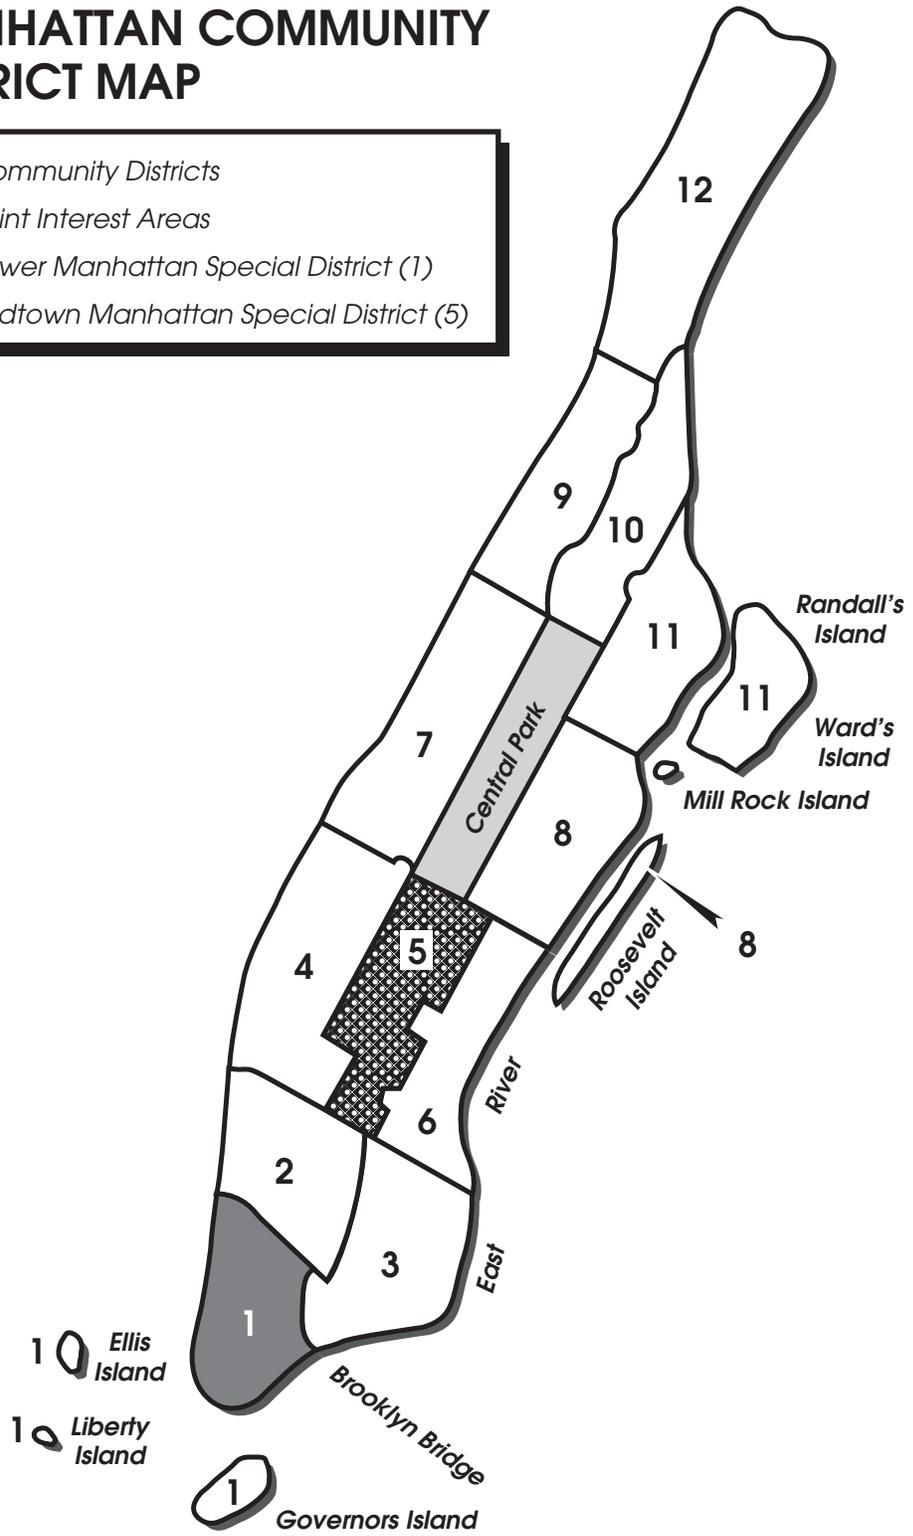 NHATTAN COMMUNITY
RICT MAP
ommunity Districts
int Interest Areas
wer Manhattan Special District (1)
dtown Manhattan Special District (5)
12
9
10
Randall's
Island
11
11
7
Ward's
Island
Central Park
Mill Rock Island
8
5
8
4
Roosevelt
Island
River
6
2
3
East
1
1
Ellis
Island
Brooklyn Bridge
1
Liberty
Island
1
Governors Island